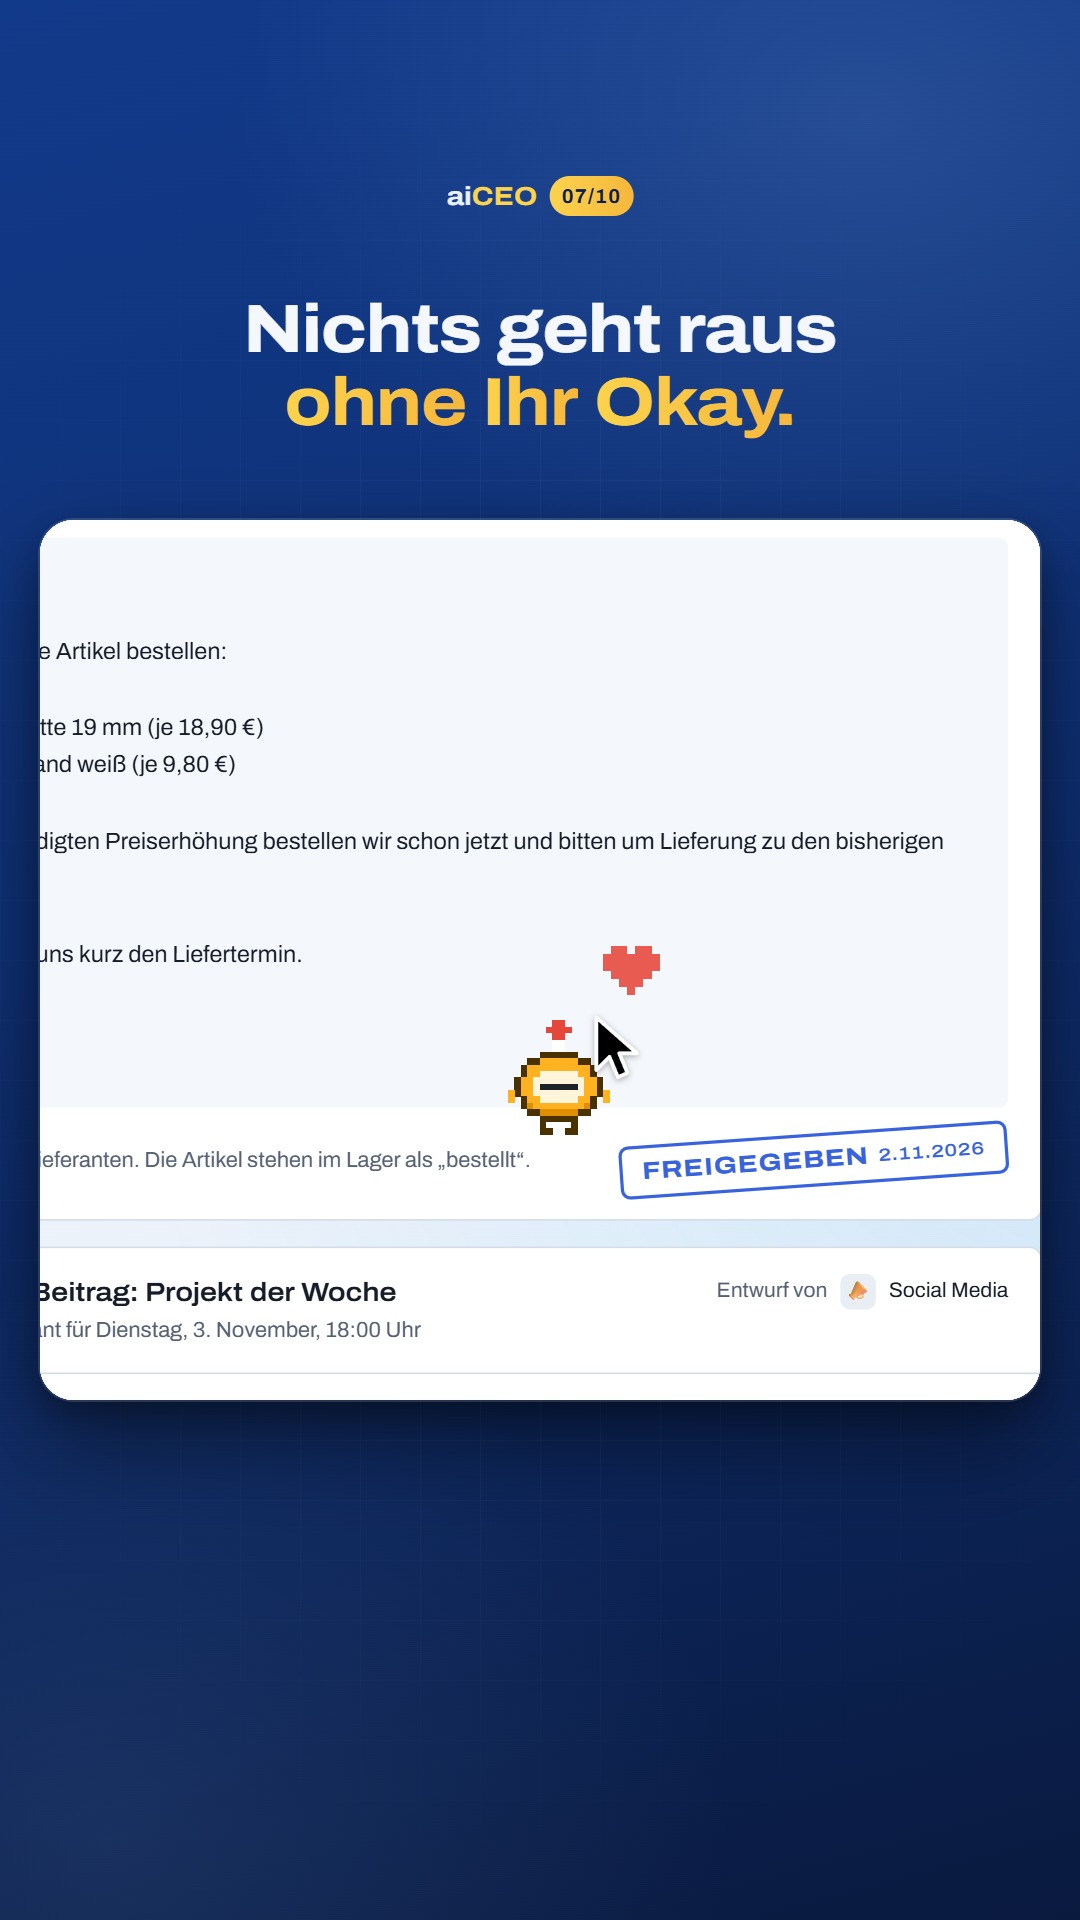 aiCEO 07/10
Nichts geht raus
ohne Ihr Okay.
e Artikel bestellen:
tte 19 mm (je 18,90 €)
and weiß (je 9,80 €)
digten Preiserhöhung bestellen wir schon jetzt und bitten um Lieferung zu den bisherigen
uns kurz den Liefertermin.
ieferanten. Die Artikel stehen im Lager als „bestellt“.
FREIGEGEBEN 2.11.2026
Beitrag: Projekt der Woche
Entwurf von Social Media
ant für Dienstag, 3. November, 18:00 Uhr